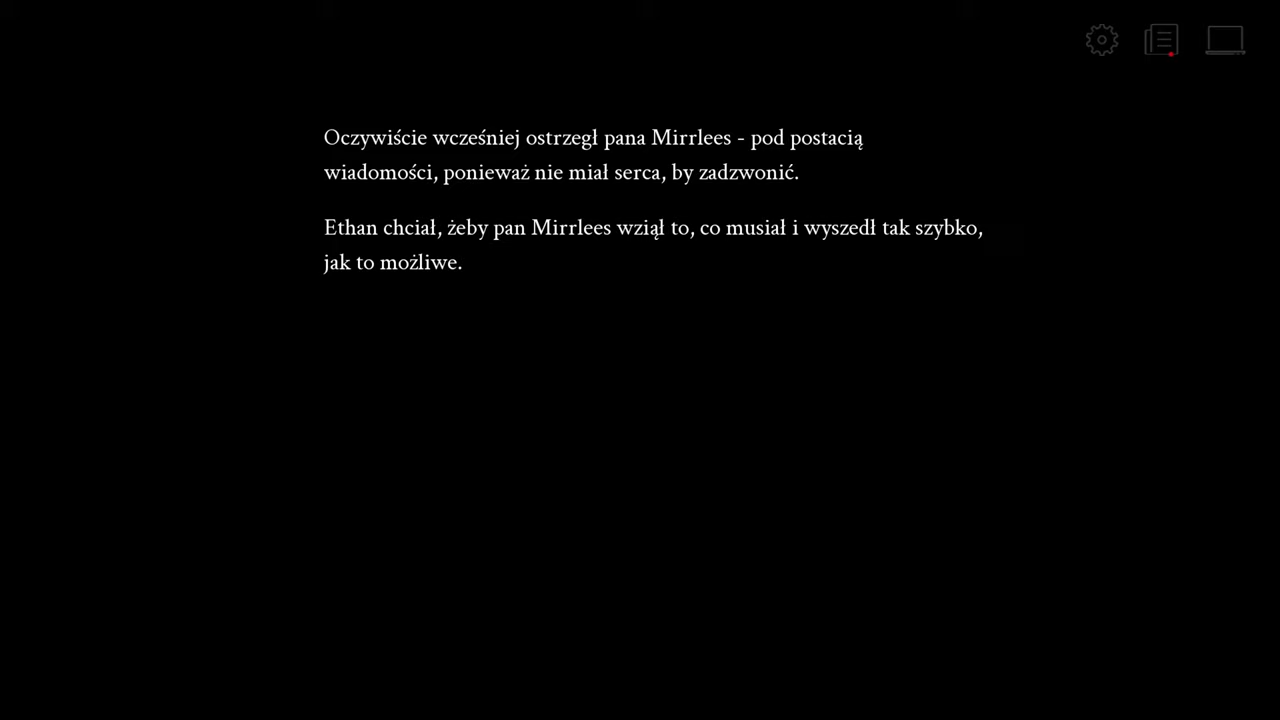 Oczywiście wcześniej ostrzegł pana Mirrlees - pod postacią
wiadomości, ponieważ nie miał serca, by zadzwonić.
Ethan chciał, żeby pan Mirrlees wziął to, co musiał i wyszedł tak szybko,
jak to możliwe.